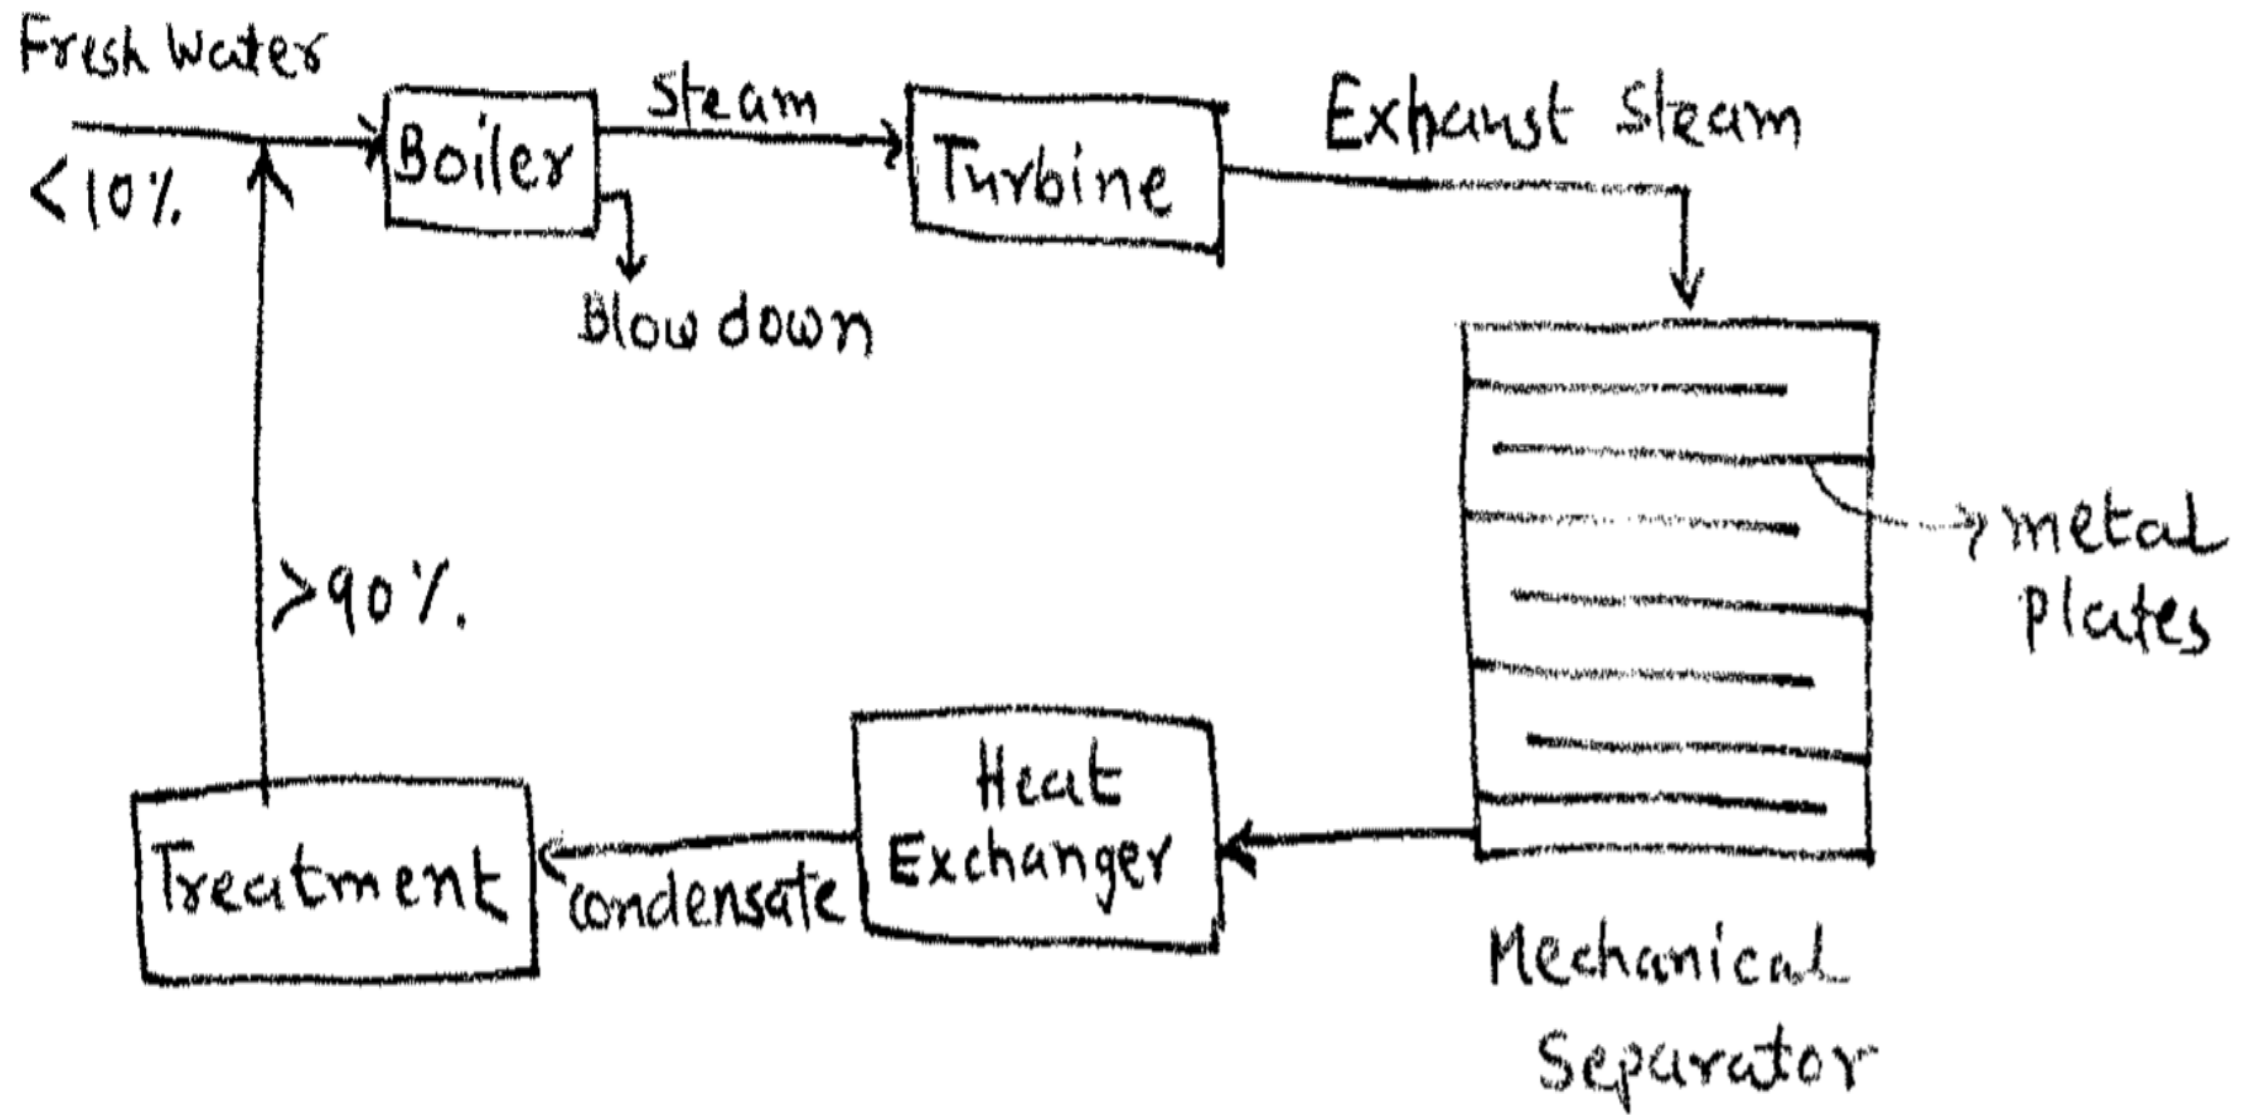 Fresh Water
<10%
Boiler
Steam
Blow down
Turbine
Exhaust Steam
metal
plates
>90%.
Heat
Exchanger
condensate
Treatment
Mechanical
Separator